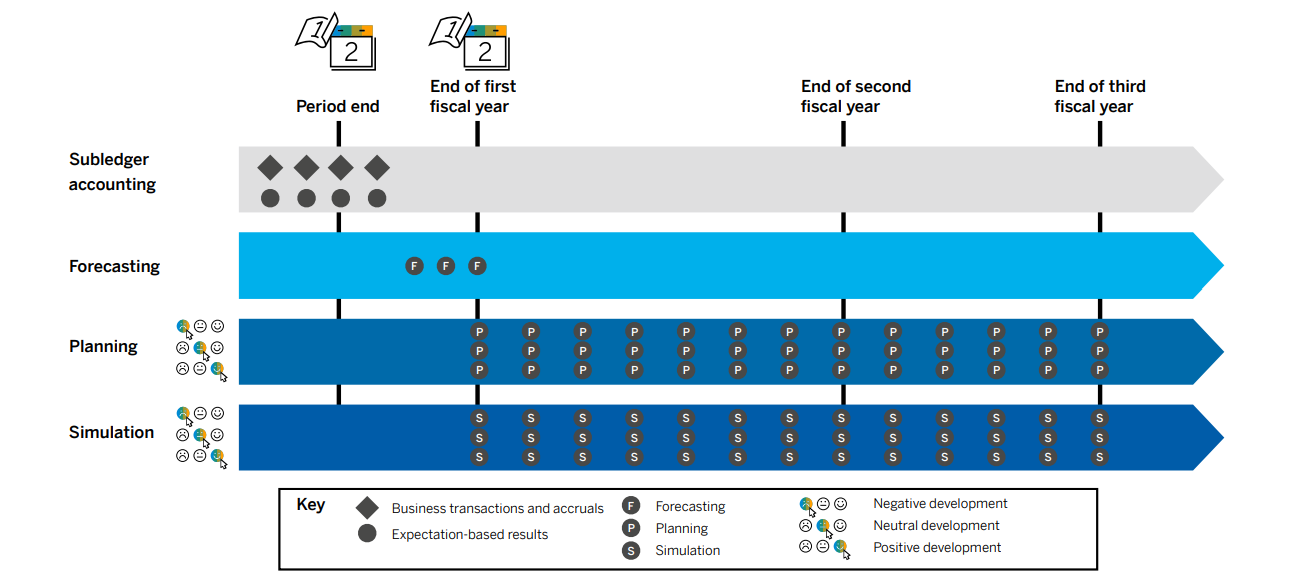 1 2 1 2
End of first
fiscal year
End of second
fiscal year
End of third
fiscal year
Period end
Subledger
accounting
Forecasting
F F F
Planning
P P P P P P P P P P P P P
P P P P P P P P P P P P P
P P P P P P P P P P P P P
Simulation
S S S S S S S S S S S S S
S S S S S S S S S S S S S
S S S S S S S S S S S S S
Key
Business transactions and accruals
Expectation-based results
F Forecasting
P Planning
S Simulation
Negative development
Neutral development
Positive development